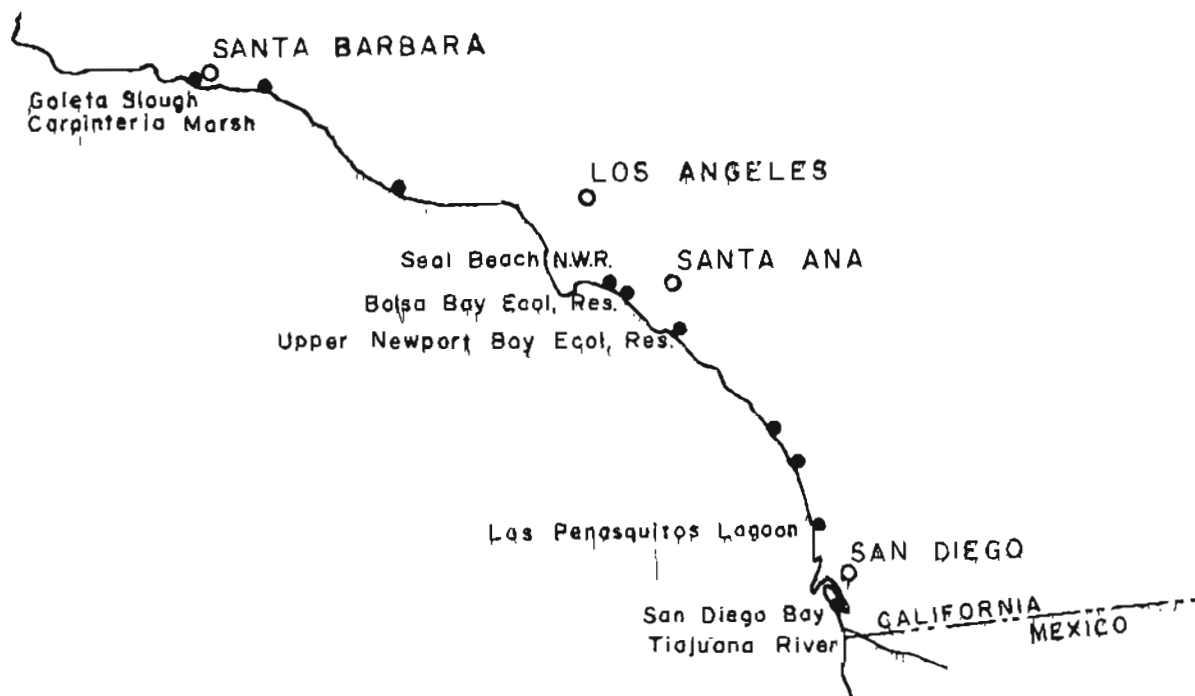 SANTA BARBARA
Goleta Slough
Carpinteria Marsh
LOS ANGELES
Seal Beach N.W.R.
SANTA ANA
Bolsa Bay Ecol, Res.
Upper Newport Bay Ecol, Res.
Los Penasquitos Lagoon
SAN DIEGO
San Diego Bay
CALIFORNIA
Tiajuana River
MEXICO